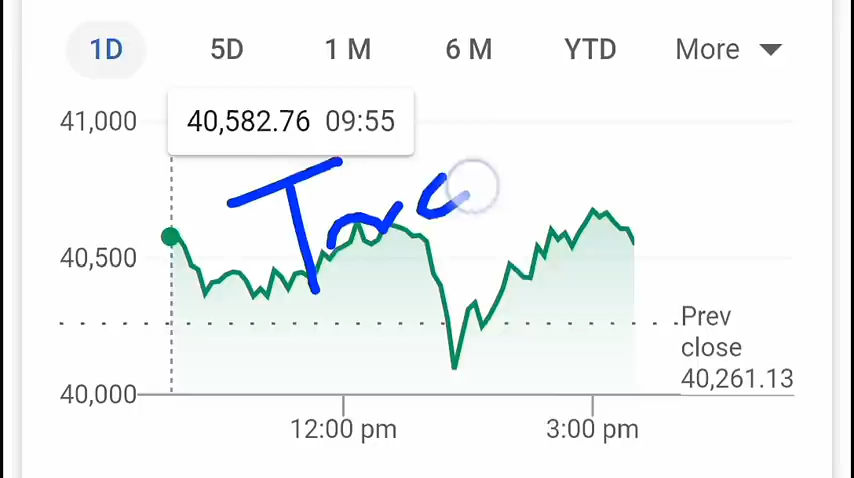 1D 5D 1 M 6 M YTD More
41,000
40,582.76 09:55
40,500
Prev
close
40,261.13
40,000
12:00 pm 3:00 pm